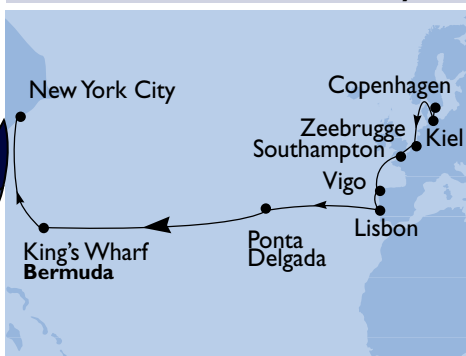 Copenhagen
New York City
Zeebrugge
Kiel
Southampton
Vigo
Lisbon
Ponta
Delgada
King's Wharf
Bermuda